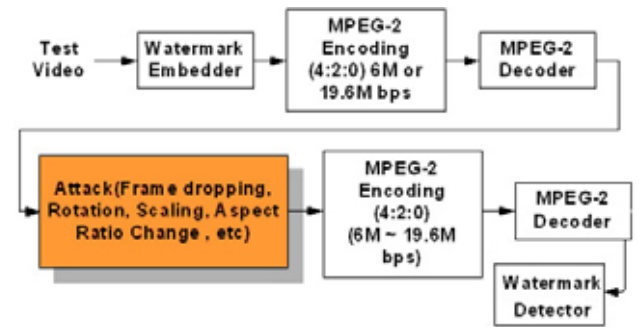 Test
Video
Watermark
Embedder
MPEG-2
Encoding
(4:2:0) 6M or
19.6M bps
MPEG-2
Decoder
Attack(Frame dropping,
Rotation, Scaling, Aspect
Ratio Change , etc)
MPEG-2
Encoding
(4:2:0)
(6M ~ 19.6M
bps)
MPEG-2
Decoder
Watermark
Detector